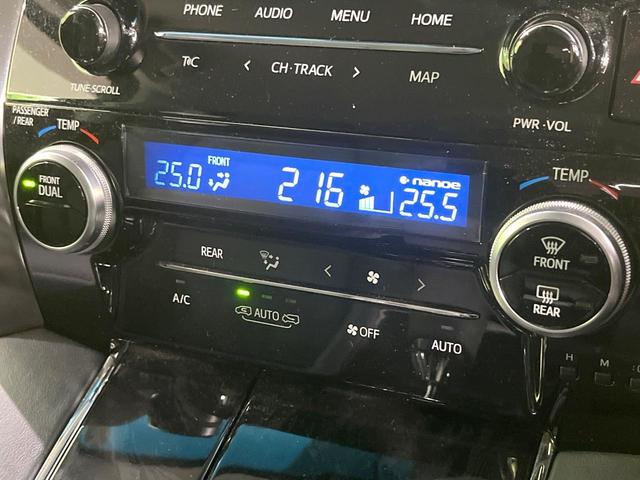 PHONE AUDIO MENU HOME
T℃ < CH·TRACK > MAP
TUNE·SCROLL
PWR·VOL
PASSENGER
/REAR
TEMP
TEMP
FRONT
DUAL
FRONT
nanoe
25.0 216 25.5
FRONT
REAR
REAR < >
A/C AUTO OFF AUTO
H M